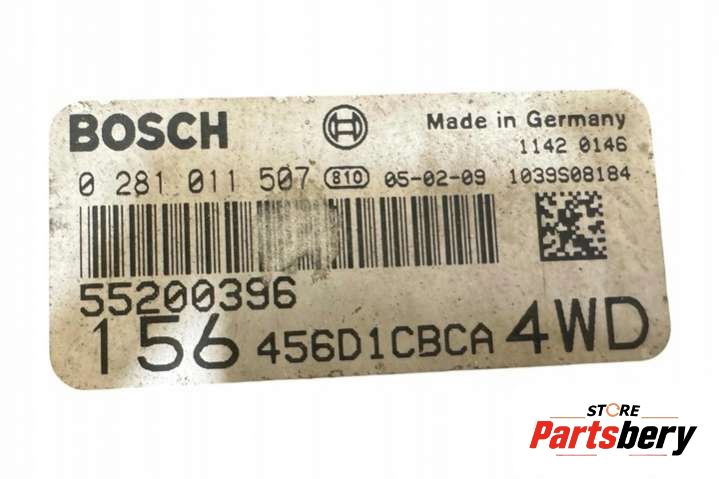 BOSCH Made in Germany
1142 0146
0 281 011 507 810 05-02-09 1039S08184
55200396
156 456D1CBCA 4WD
STORE
Partsbery